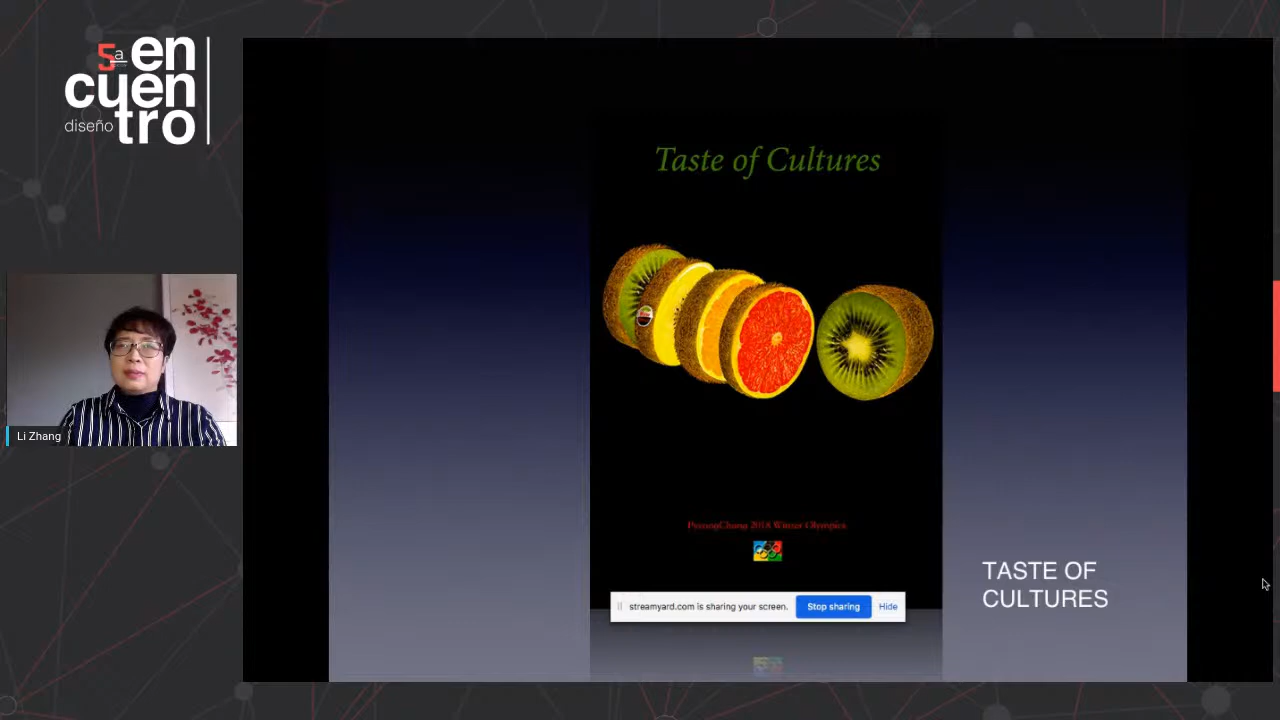 5a en
cuen
diseño tro
Li Zhang
Taste of Cultures
PyeongChang 2018 Winter Olympics
streamyard.com is sharing your screen. Stop sharing Hide
TASTE OF
CULTURES